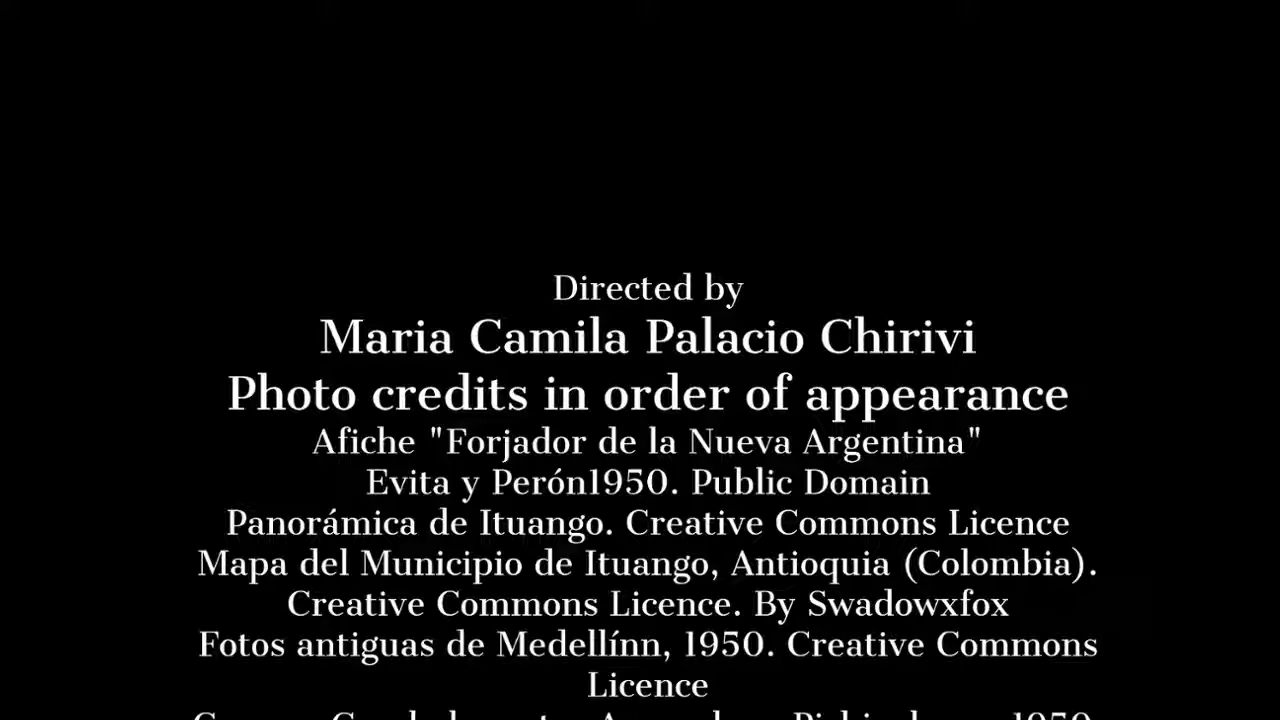 Directed by
Maria Camila Palacio Chirivi
Photo credits in order of appearance
Afiche "Forjador de la Nueva Argentina"
Evita y Perón1950. Public Domain
Panorámica de Ituango. Creative Commons Licence
Mapa del Municipio de Ituango, Antioquia (Colombia).
Creative Commons Licence. By Swadowxfox
Fotos antiguas de Medellínn, 1950. Creative Commons
Licence